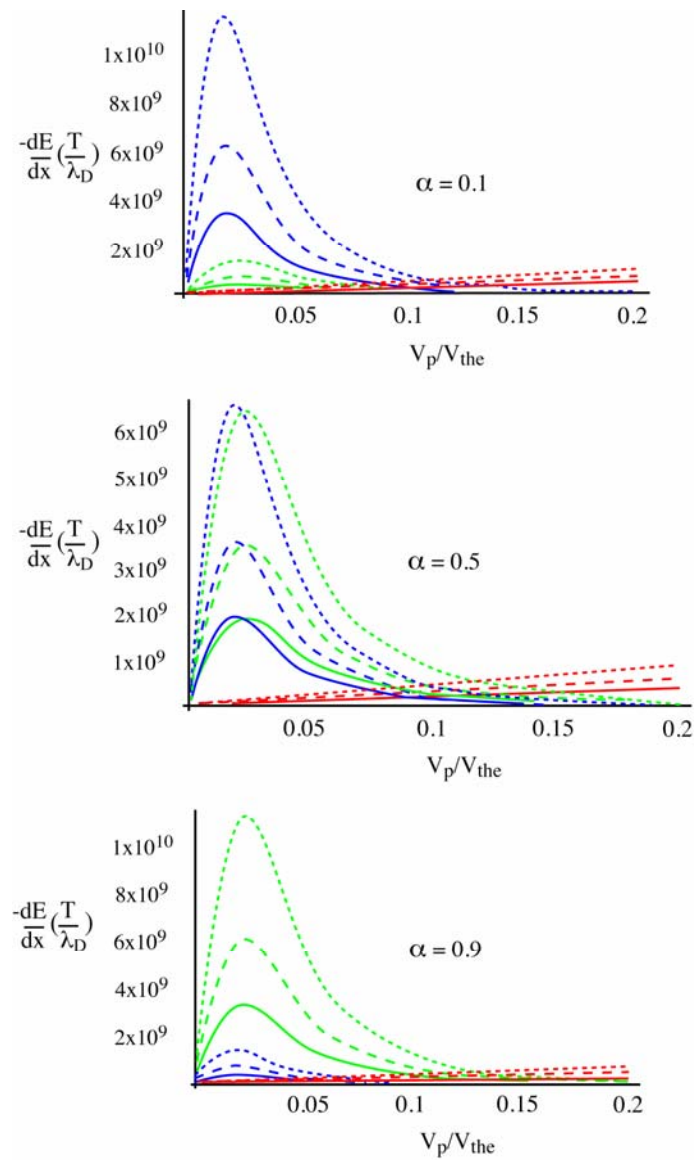 1x10¹⁰
8x10⁹
6x10⁹
4x10⁹
2x10⁹
-dE/dx (T/λ_D)
α = 0.1
0.05 0.1 0.15 0.2
V_p/V_the
6x10⁹
5x10⁹
4x10⁹
3x10⁹
2x10⁹
1x10⁹
-dE/dx (T/λ_D)
α = 0.5
0.05 0.1 0.15 0.2
V_p/V_the
1x10¹⁰
8x10⁹
6x10⁹
4x10⁹
2x10⁹
-dE/dx (T/λ_D)
α = 0.9
0.05 0.1 0.15 0.2
V_p/V_the